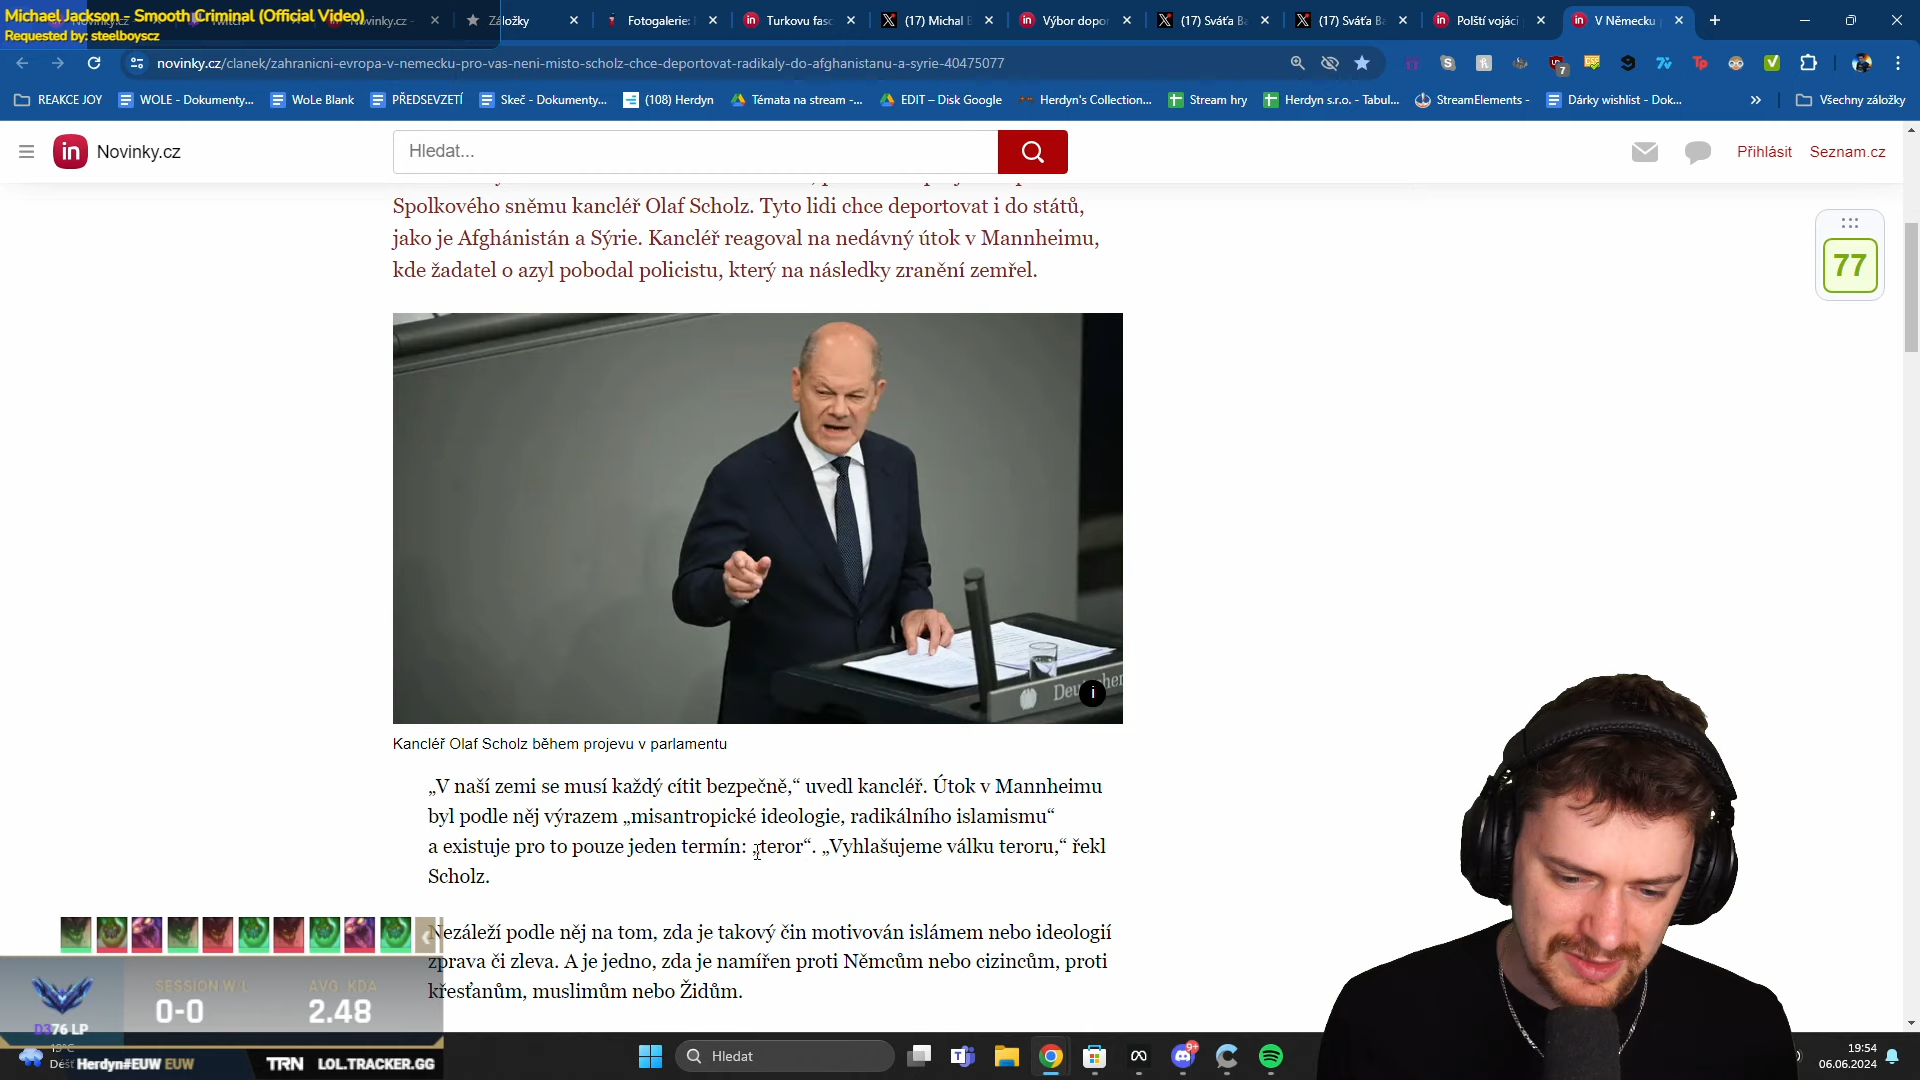 Michael Jackson - Smooth Criminal (Official Video)
Requested by: steelboyscz
Záložky
Fotogalerie:
Turkovu fasc
(17) Michal B
Výbor dopor
(17) Sváťa Ba
(17) Sváťa Ba
Polští vojáci
V Německu
novinky.cz/clanek/zahranicni-evropa-v-nemecku-pro-vas-neni-misto-scholz-chce-deportovat-radikaly-do-afghanistanu-a-syrie-40475077
7
REAKCE JOY
WOLE - Dokumenty...
WoLe Blank
PŘEDSEVZETÍ
Skeč - Dokumenty...
(108) Herdyn
Témata na stream -...
EDIT – Disk Google
Herdyn's Collection...
Stream hry
Herdyn s.r.o. - Tabul...
StreamElements -
Dárky wishlist - Dok...
Všechny záložky
in Novinky.cz
Hledat...
Přihlásit
Seznam.cz
Spolkového sněmu kancléř Olaf Scholz. Tyto lidi chce deportovat i do států,
jako je Afghánistán a Sýrie. Kancléř reagoval na nedávný útok v Mannheimu,
kde žadatel o azyl pobodal policistu, který na následky zranění zemřel.
77
i
Kancléř Olaf Scholz během projevu v parlamentu
„V naší zemi se musí každý cítit bezpečně,“ uvedl kancléř. Útok v Mannheimu
byl podle něj výrazem „misantropické ideologie, radikálního islamismu“
a existuje pro to pouze jeden termín: „teror“. „Vyhlašujeme válku teroru,“ řekl
Scholz.
Nezáleží podle něj na tom, zda je takový čin motivován islámem nebo ideologií
zprava či zleva. A je jedno, zda je namířen proti Němcům nebo cizincům, proti
křesťanům, muslimům nebo Židům.
SESSION W/L
0-0
AVG. KDA
2.48
D3 76 LP
Herdyn#EUW EUW
TRN LOL.TRACKER.GG
Hledat
9+
19:54
06.06.2024